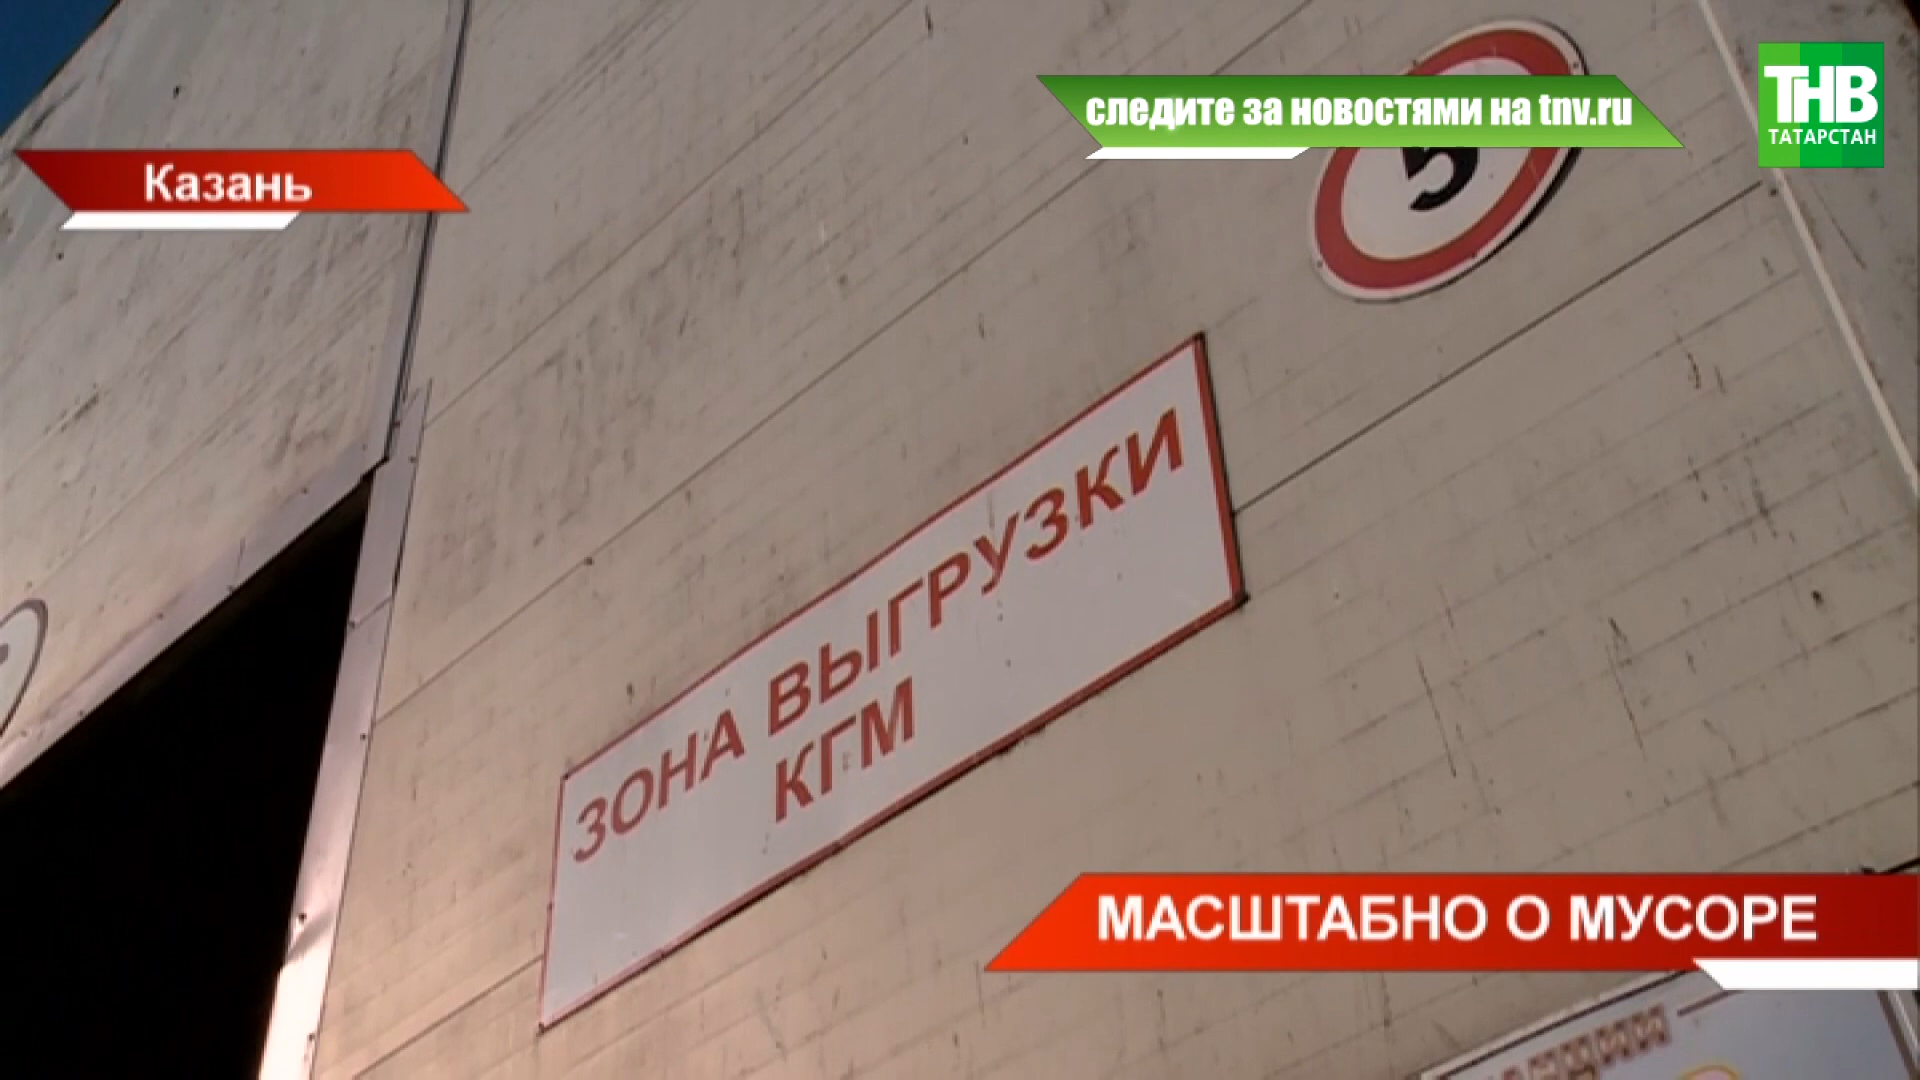 следите за новостями на tnv.ru
ТНВ
ТАТАРСТАН
Казань
5
ЗОНА ВЫГРУЗКИ
КГМ
МАСШТАБНО О МУСОРЕ